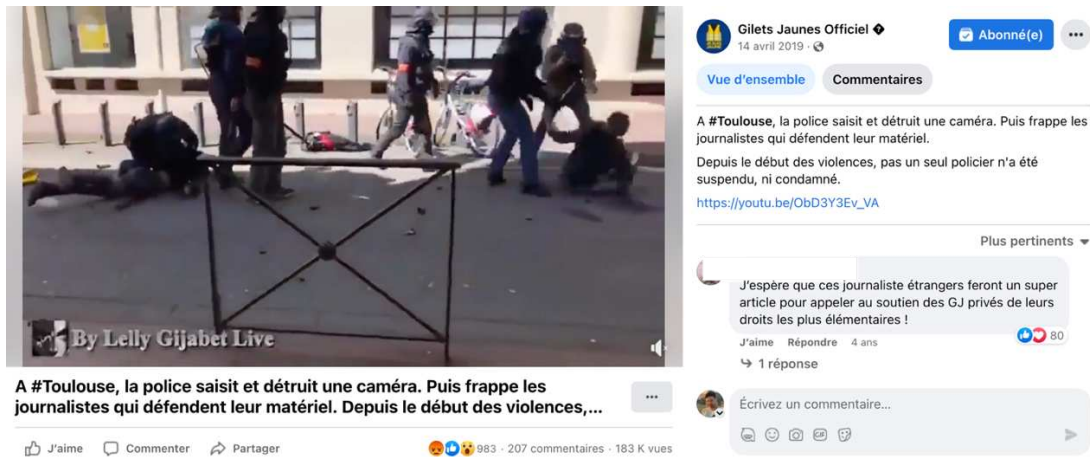 By Lelly Gijabet Live
A #Toulouse, la police saisit et détruit une caméra. Puis frappe les
journalistes qui défendent leur matériel. Depuis le début des violences,...
J'aime
Commenter
Partager
983 · 207 commentaires · 183 K vues
Gilets Jaunes Officiel
14 avril 2019 ·
Abonné(e)
Vue d'ensemble
Commentaires
A #Toulouse, la police saisit et détruit une caméra. Puis frappe les
journalistes qui défendent leur matériel.
Depuis le début des violences, pas un seul policier n'a été
suspendu, ni condamné.
https://youtu.be/ObD3Y3Ev_VA
Plus pertinents
J'espère que ces journaliste étrangers feront un super
article pour appeler au soutien des GJ privés de leurs
droits les plus élémentaires !
J'aime Répondre 4 ans
80
1 réponse
Écrivez un commentaire...
GIF